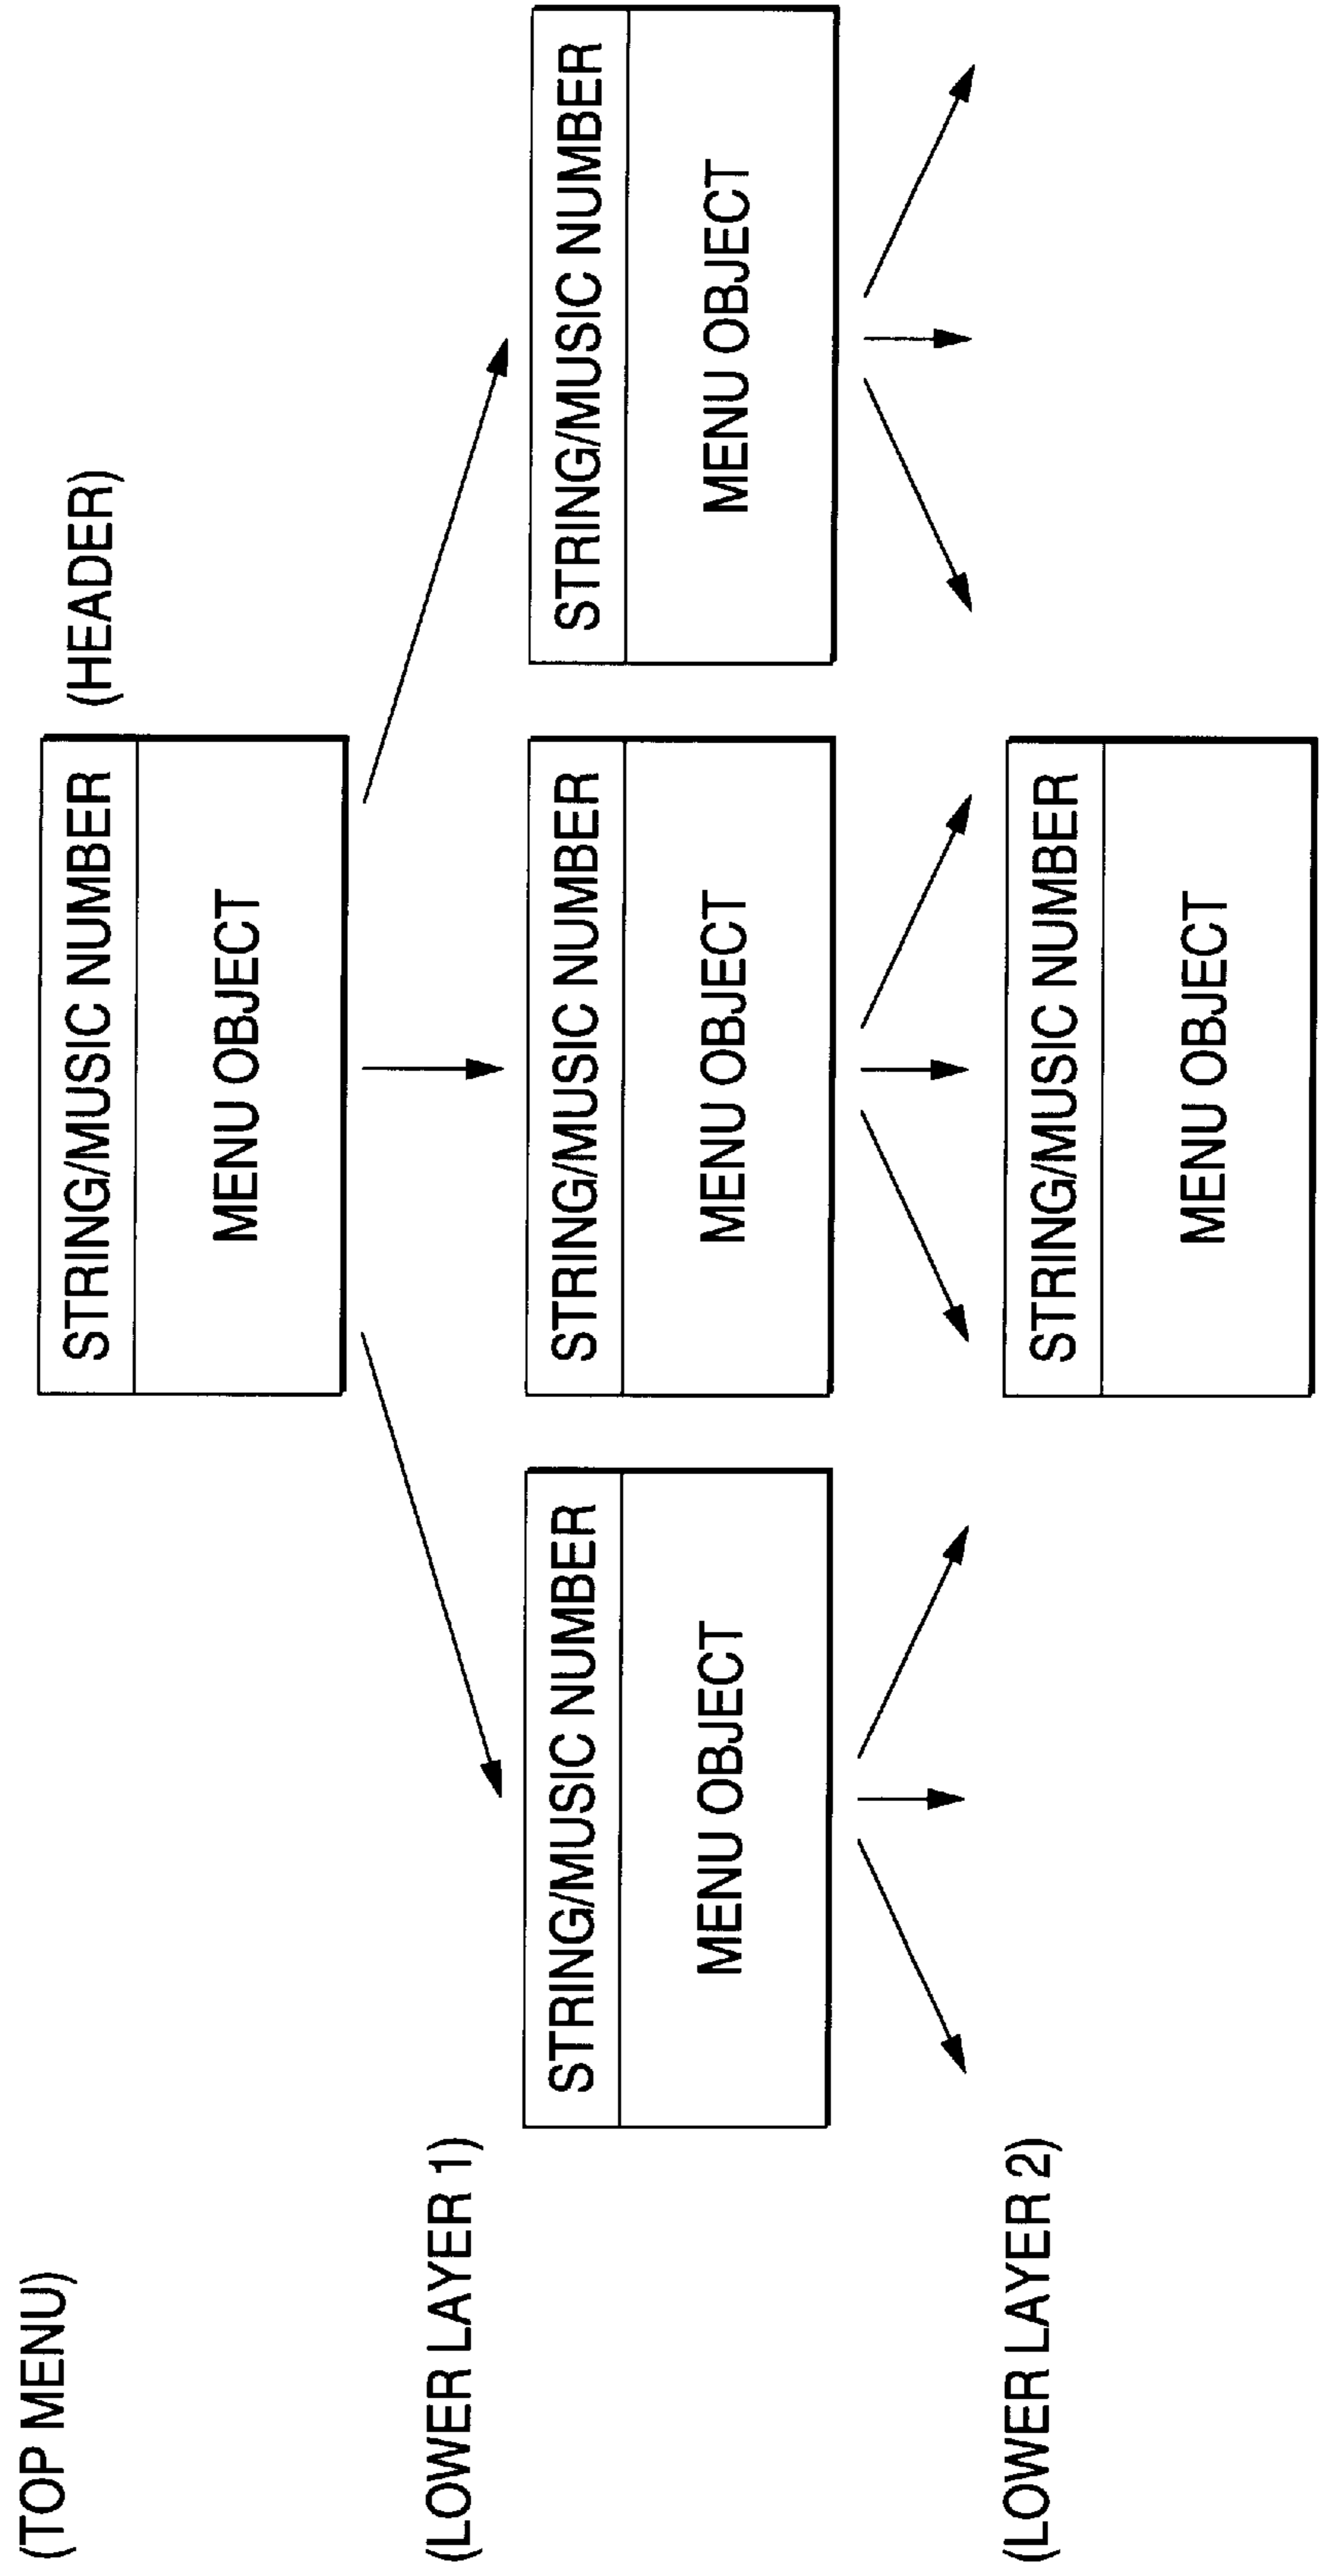 (TOP MENU)
STRING/MUSIC NUMBER
(HEADER)
MENU OBJECT
(LOWER LAYER 1)
STRING/MUSIC NUMBER
MENU OBJECT
STRING/MUSIC NUMBER
MENU OBJECT
STRING/MUSIC NUMBER
MENU OBJECT
(LOWER LAYER 2)
STRING/MUSIC NUMBER
MENU OBJECT